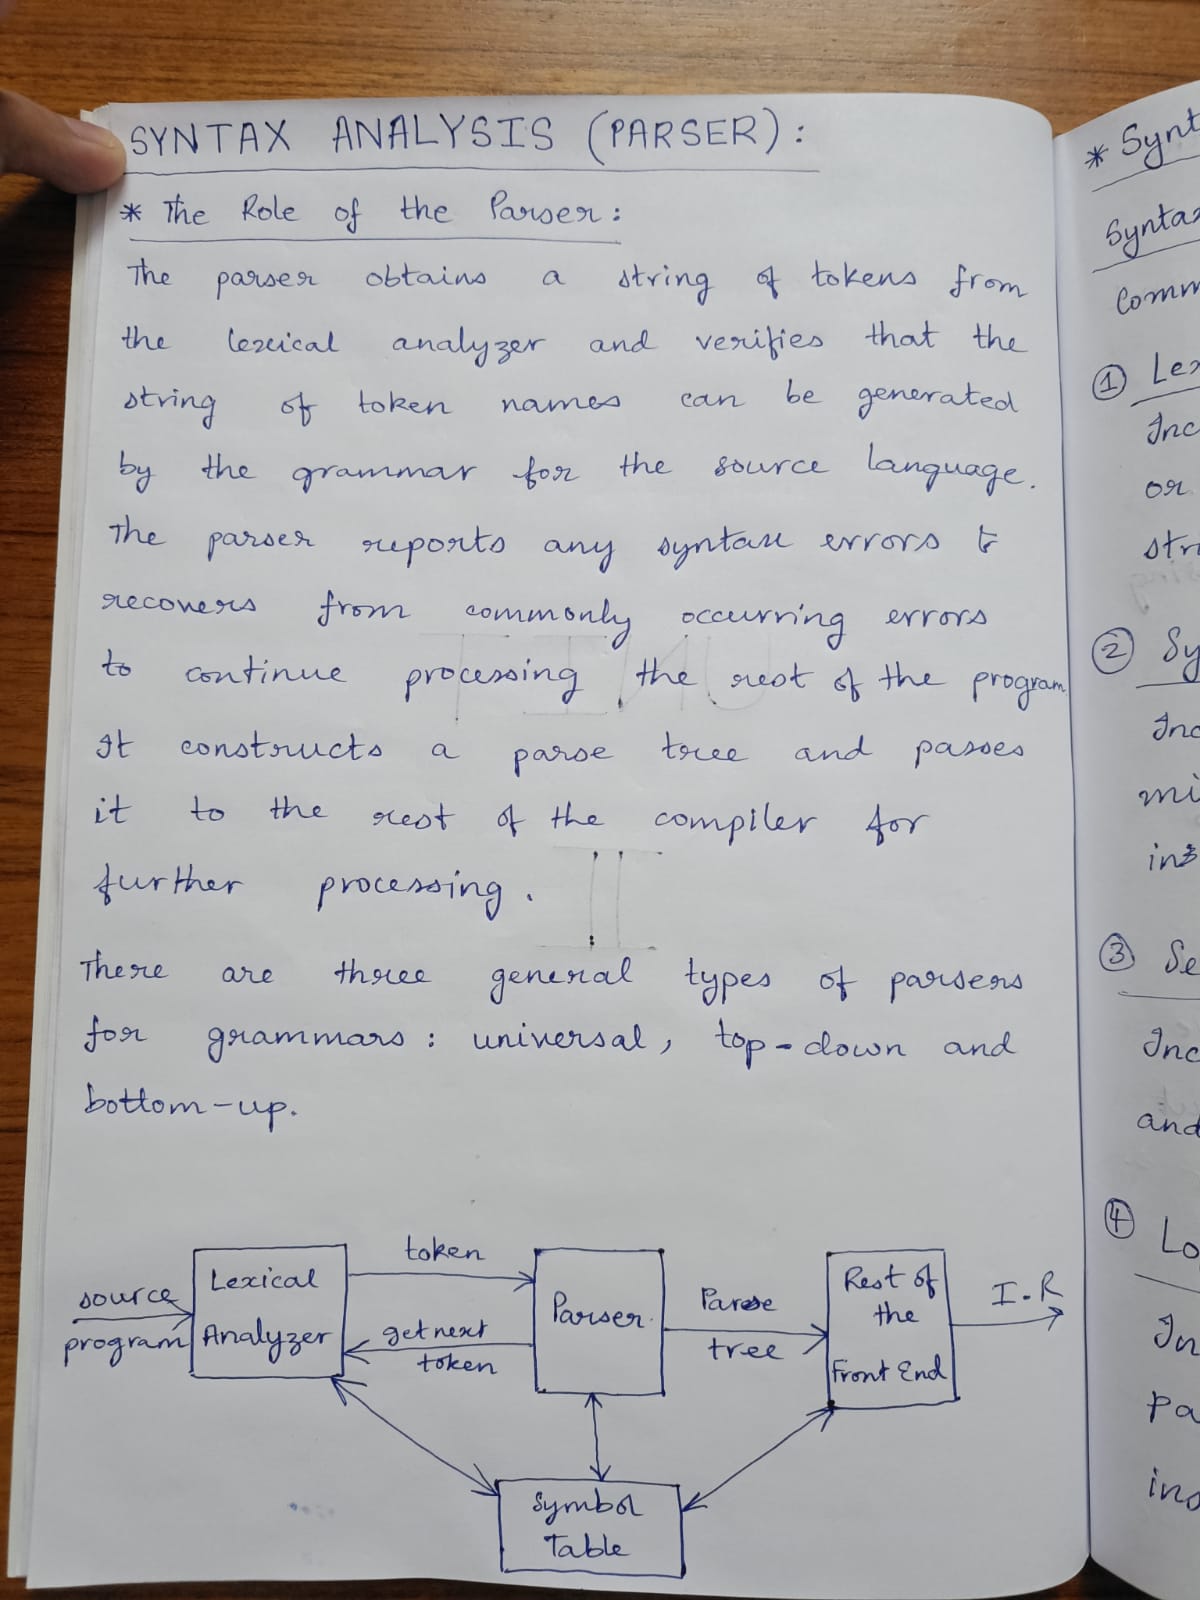 SYNTAX ANALYSIS (PARSER):
* The Role of the Parser:
The parser obtains a string of tokens from
the lexical analyzer and verifies that the
string of token names can be generated
by the grammar for the source language.
The parser reports any syntax errors &
recovers from commonly occurring errors
to continue processing the rest of the program
It constructs a parse tree and passes
it to the rest of the compiler for
further processing.
There are three general types of parsers
for grammars: universal, top-down and
bottom-up.
source
program
Lexical
Analyzer
token
get next
token
Parser
Parse
tree
Rest of
the
Front End
I.R
Symbol
Table
* Synt
Syntax
Comm
① Lex
Inc
or
str
② Sy
Inc
mi
ins
③ Se
Inc
and
④ Lo
In
Pa
ins